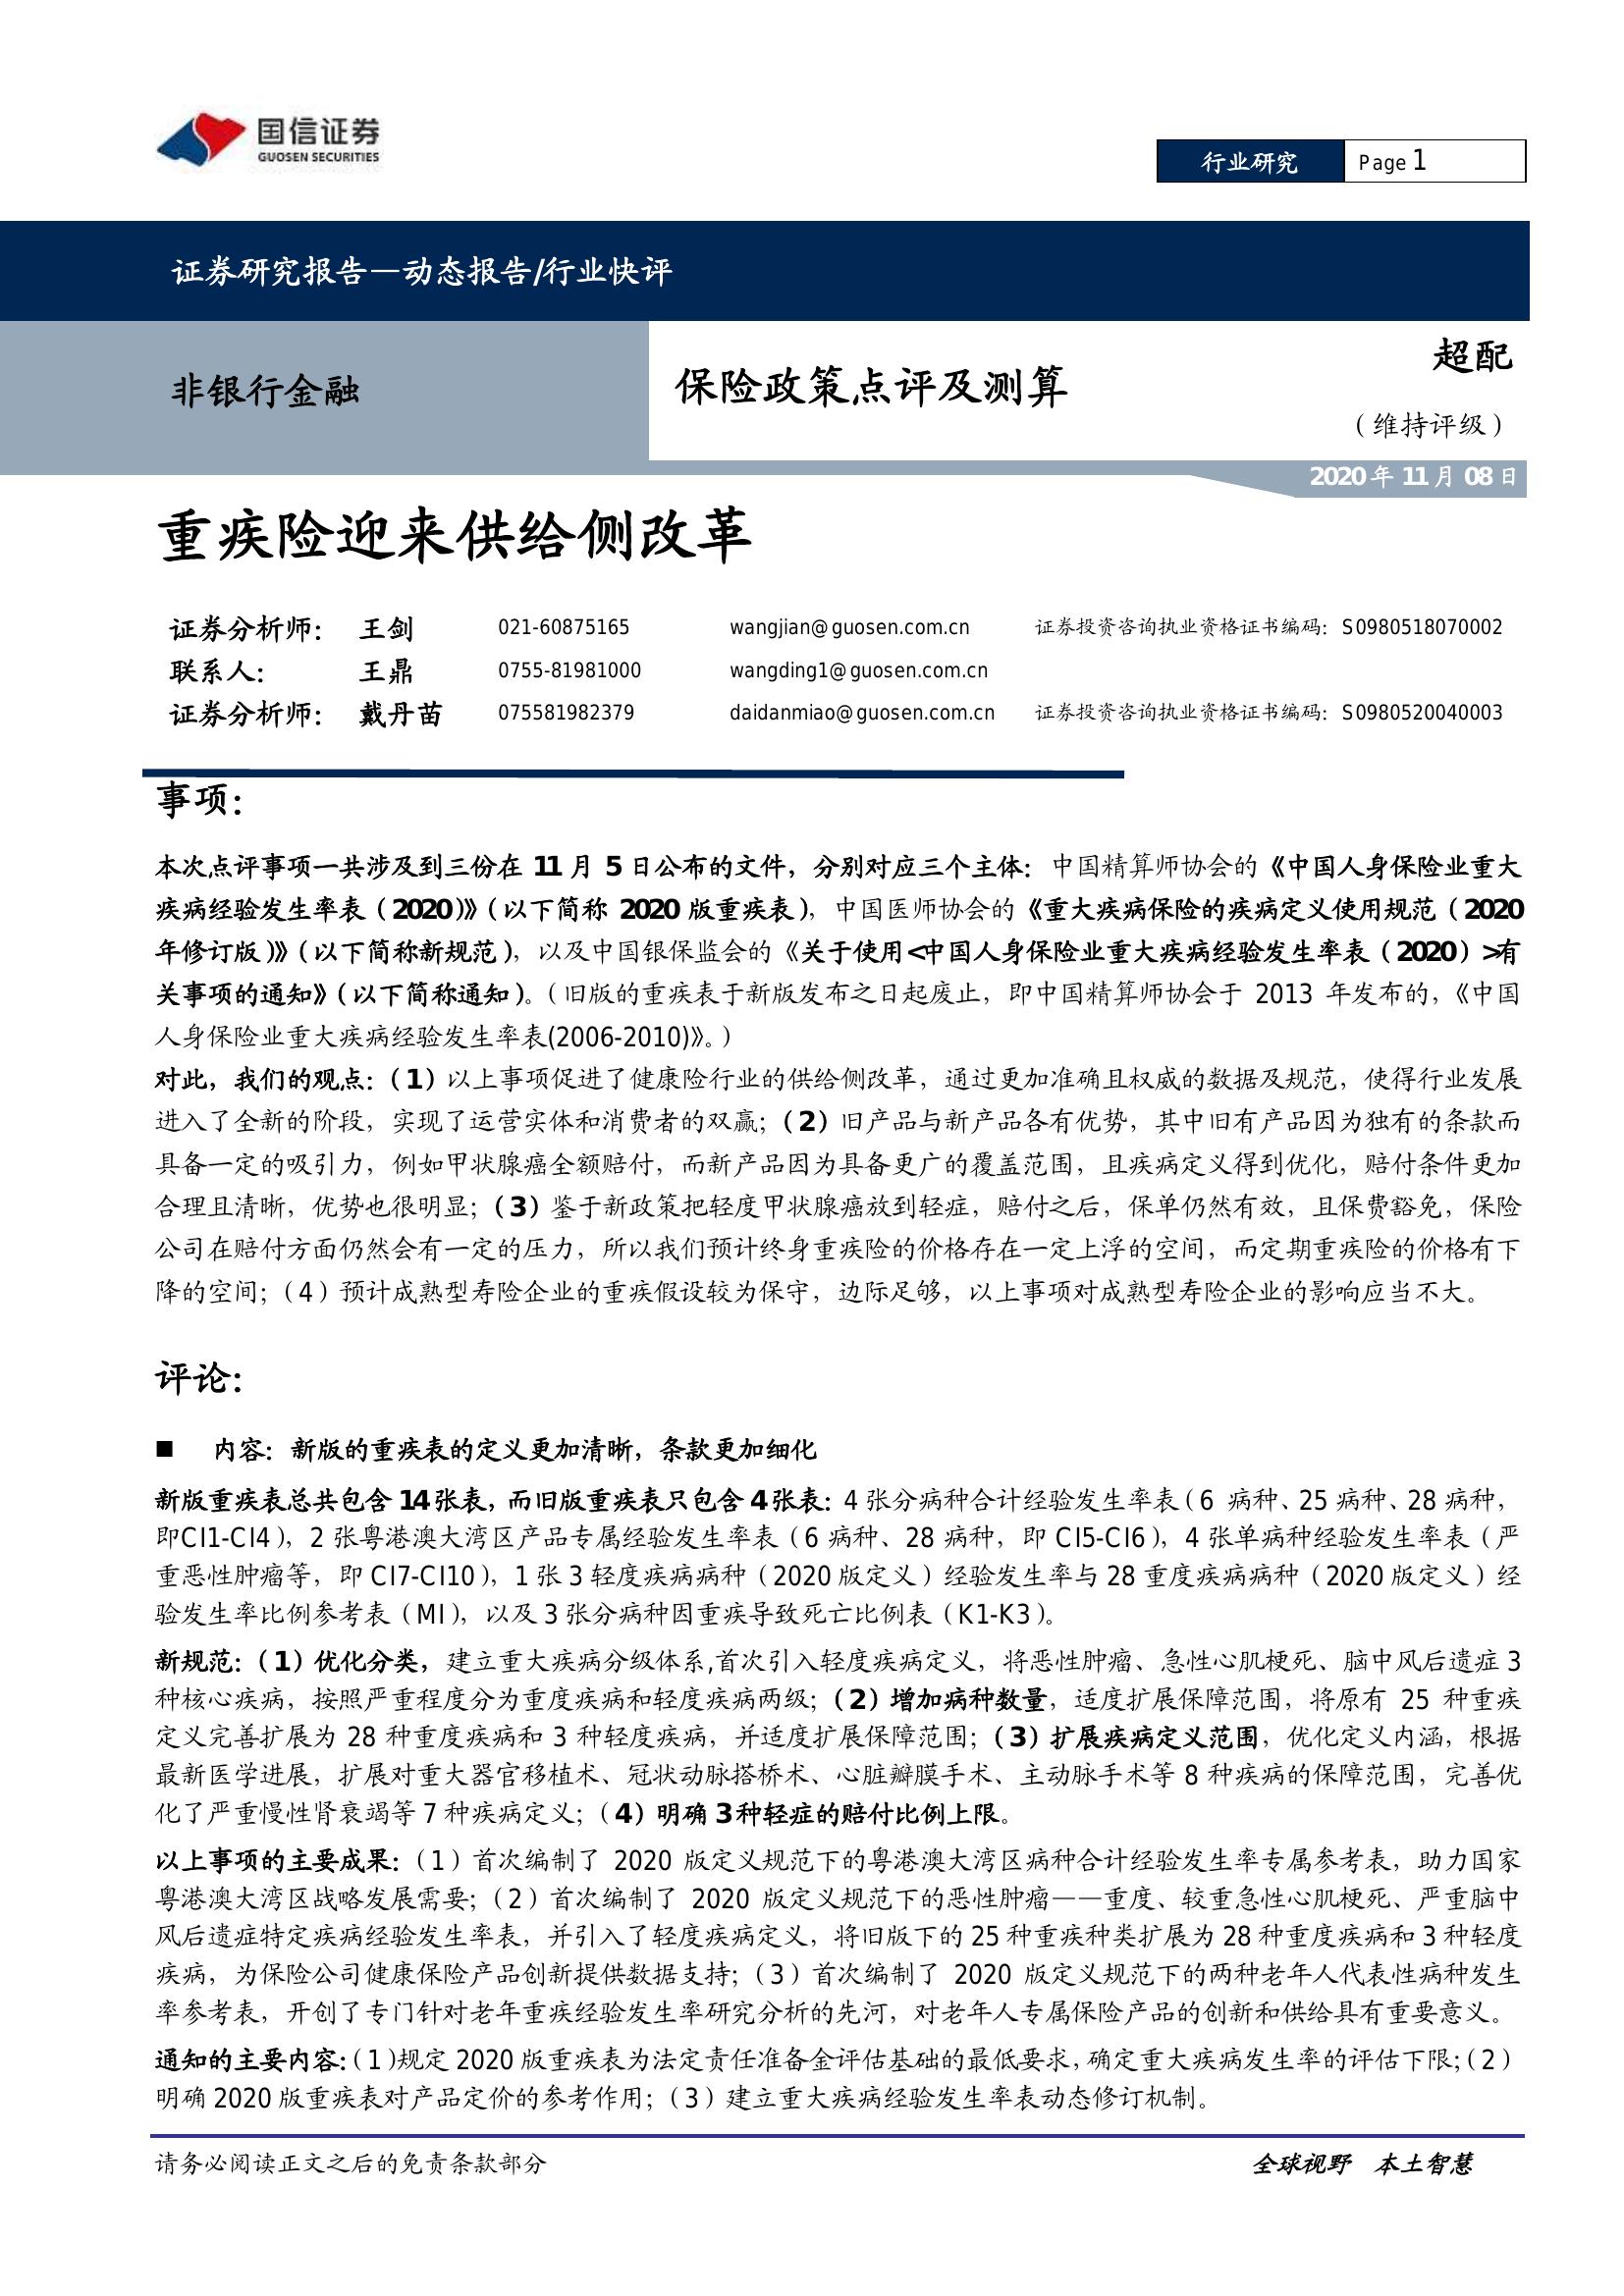 国信证券
GUOSEN SECURITIES
行业研究 Page 1
证券研究报告—动态报告/行业快评
非银行金融
保险政策点评及测算
超配
（维持评级）
2020 年 11 月 08 日
重疾险迎来供给侧改革
证券分析师： 王剑 021-60875165 wangjian@guosen.com.cn 证券投资咨询执业资格证书编码：S0980518070002
联系人： 王鼎 0755-81981000 wangding1@guosen.com.cn
证券分析师： 戴丹苗 075581982379 daidanmiao@guosen.com.cn 证券投资咨询执业资格证书编码：S0980520040003
事项：
本次点评事项一共涉及到三份在 11 月 5 日公布的文件，分别对应三个主体：中国精算师协会的《中国人身保险业重大
疾病经验发生率表（2020）》（以下简称 2020 版重疾表），中国医师协会的《重大疾病保险的疾病定义使用规范（2020
年修订版）》（以下简称新规范），以及中国银保监会的《关于使用<中国人身保险业重大疾病经验发生率表（2020）>有
关事项的通知》（以下简称通知）。（旧版的重疾表于新版发布之日起废止，即中国精算师协会于 2013 年发布的，《中国
人身保险业重大疾病经验发生率表(2006-2010)》。）
对此，我们的观点：（1）以上事项促进了健康险行业的供给侧改革，通过更加准确且权威的数据及规范，使得行业发展
进入了全新的阶段，实现了运营实体和消费者的双赢；（2）旧产品与新产品各有优势，其中旧有产品因为独有的条款而
具备一定的吸引力，例如甲状腺癌全额赔付，而新产品因为具备更广的覆盖范围，且疾病定义得到优化，赔付条件更加
合理且清晰，优势也很明显；（3）鉴于新政策把轻度甲状腺癌放到轻症，赔付之后，保单仍然有效，且保费豁免，保险
公司在赔付方面仍然会有一定的压力，所以我们预计终身重疾险的价格存在一定上浮的空间，而定期重疾险的价格有下
降的空间；（4）预计成熟型寿险企业的重疾假设较为保守，边际足够，以上事项对成熟型寿险企业的影响应当不大。
评论：
■ 内容：新版的重疾表的定义更加清晰，条款更加细化
新版重疾表总共包含 14 张表，而旧版重疾表只包含 4 张表：4 张分病种合计经验发生率表（6 病种、25 病种、28 病种，
即CI1-CI4），2 张粤港澳大湾区产品专属经验发生率表（6 病种、28 病种，即 CI5-CI6），4 张单病种经验发生率表（严
重恶性肿瘤等，即 CI7-CI10），1 张 3 轻度疾病病种（2020 版定义）经验发生率与 28 重度疾病病种（2020 版定义）经
验发生率比例参考表（MI），以及 3 张分病种因重疾导致死亡比例表（K1-K3）。
新规范：（1）优化分类，建立重大疾病分级体系,首次引入轻度疾病定义，将恶性肿瘤、急性心肌梗死、脑中风后遗症 3
种核心疾病，按照严重程度分为重度疾病和轻度疾病两级；（2）增加病种数量，适度扩展保障范围，将原有 25 种重疾
定义完善扩展为 28 种重度疾病和 3 种轻度疾病，并适度扩展保障范围；（3）扩展疾病定义范围，优化定义内涵，根据
最新医学进展，扩展对重大器官移植术、冠状动脉搭桥术、心脏瓣膜手术、主动脉手术等 8 种疾病的保障范围，完善优
化了严重慢性肾衰竭等 7 种疾病定义；（4）明确 3 种轻症的赔付比例上限。
以上事项的主要成果：（1）首次编制了 2020 版定义规范下的粤港澳大湾区病种合计经验发生率专属参考表，助力国家
粤港澳大湾区战略发展需要；（2）首次编制了 2020 版定义规范下的恶性肿瘤——重度、较重急性心肌梗死、严重脑中
风后遗症特定疾病经验发生率表，并引入了轻度疾病定义，将旧版下的 25 种重疾种类扩展为 28 种重度疾病和 3 种轻度
疾病，为保险公司健康保险产品创新提供数据支持；（3）首次编制了 2020 版定义规范下的两种老年人代表性病种发生
率参考表，开创了专门针对老年重疾经验发生率研究分析的先河，对老年人专属保险产品的创新和供给具有重要意义。
通知的主要内容：（1）规定 2020 版重疾表为法定责任准备金评估基础的最低要求，确定重大疾病发生率的评估下限；（2）
明确 2020 版重疾表对产品定价的参考作用；（3）建立重大疾病经验发生率表动态修订机制。
请务必阅读正文之后的免责条款部分 全球视野 本土智慧